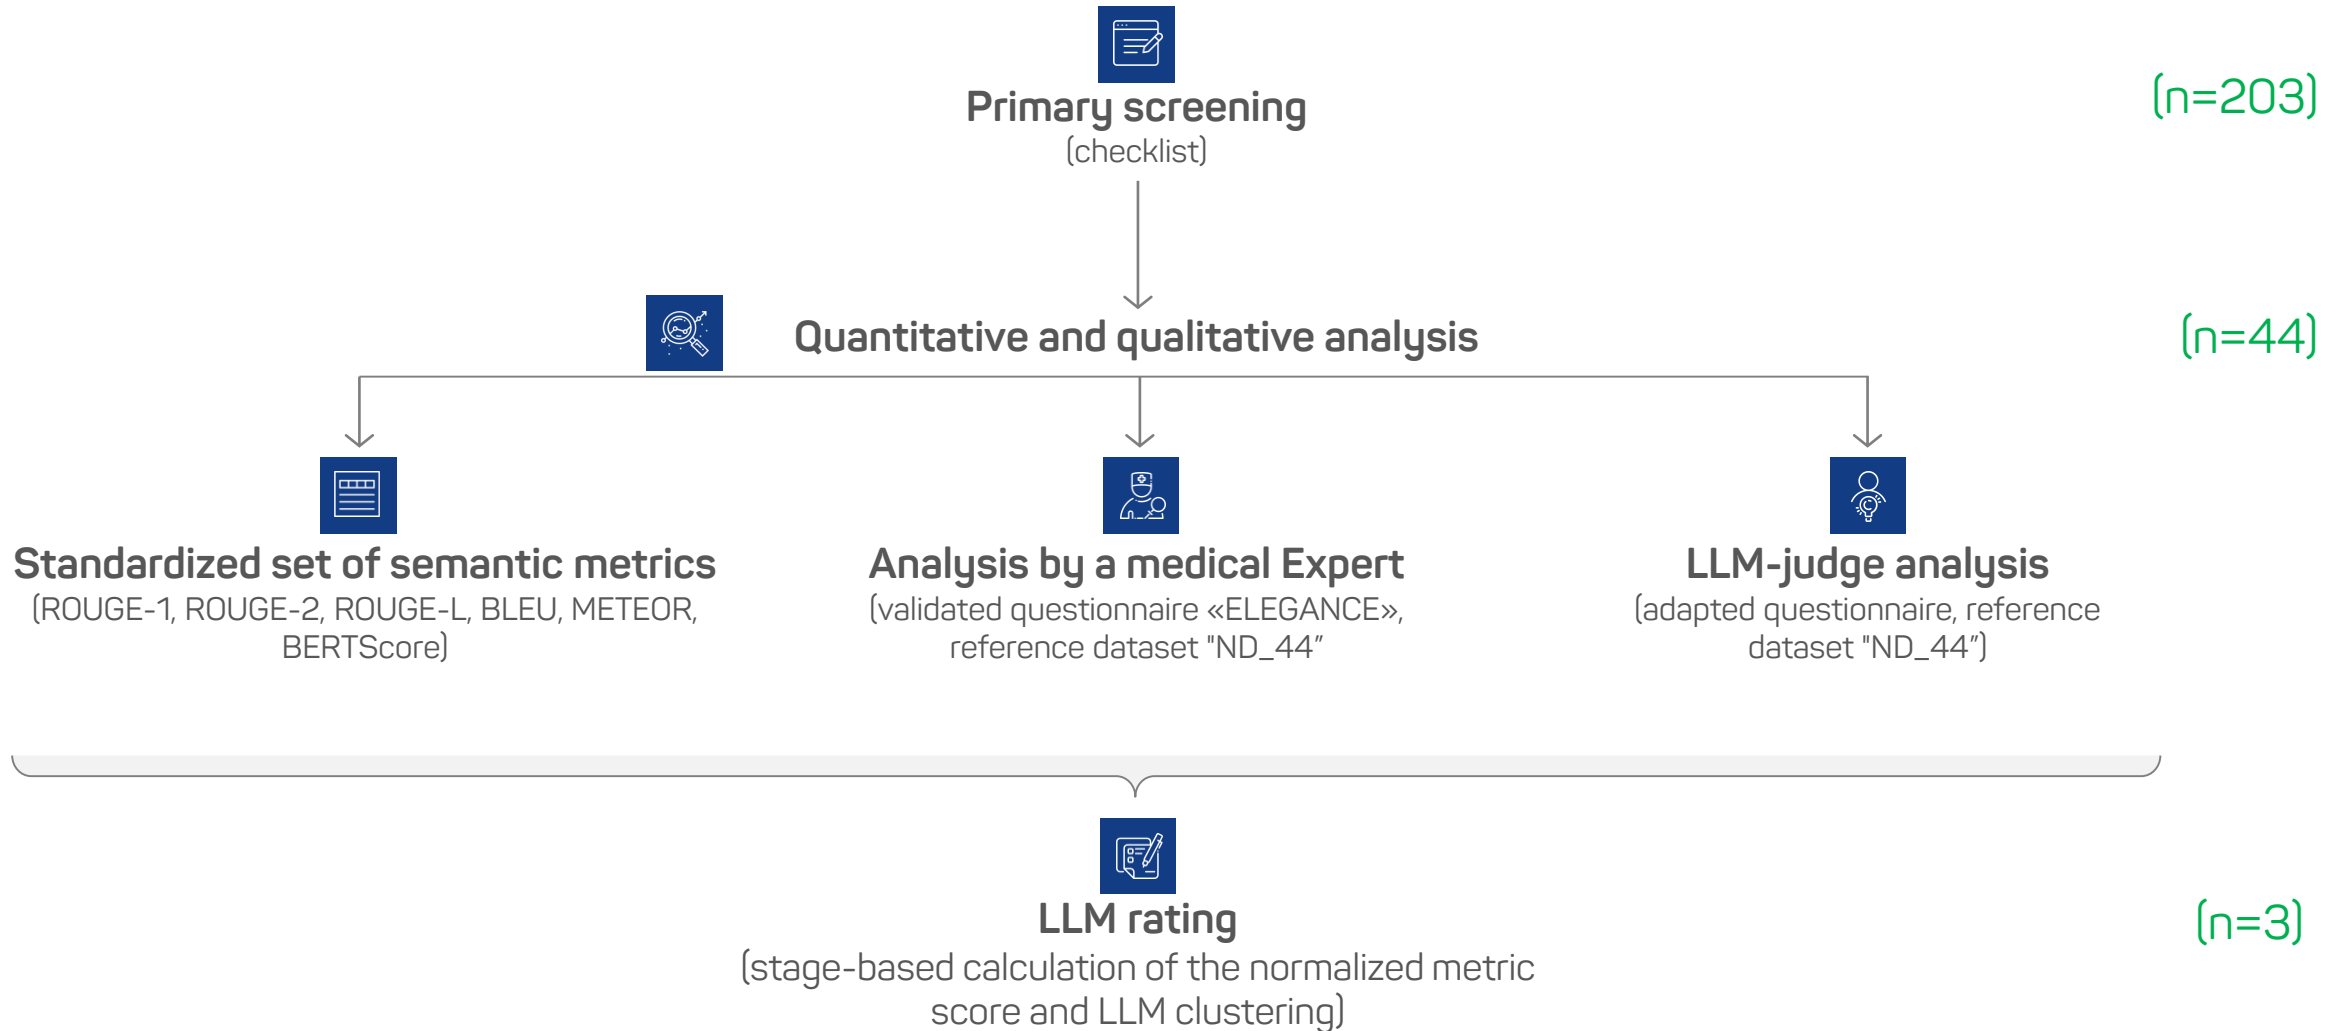 Primary screening
(checklist)
(n=203)
Quantitative and qualitative analysis
(n=44)
Standardized set of semantic metrics
(ROUGE-1, ROUGE-2, ROUGE-L, BLEU, METEOR,
BERTScore)
Analysis by a medical Expert
(validated questionnaire «ELEGANCE»,
reference dataset "ND_44”
LLM-judge analysis
(adapted questionnaire, reference
dataset "ND_44”)
LLM rating
(stage-based calculation of the normalized metric
score and LLM clustering)
(n=3)